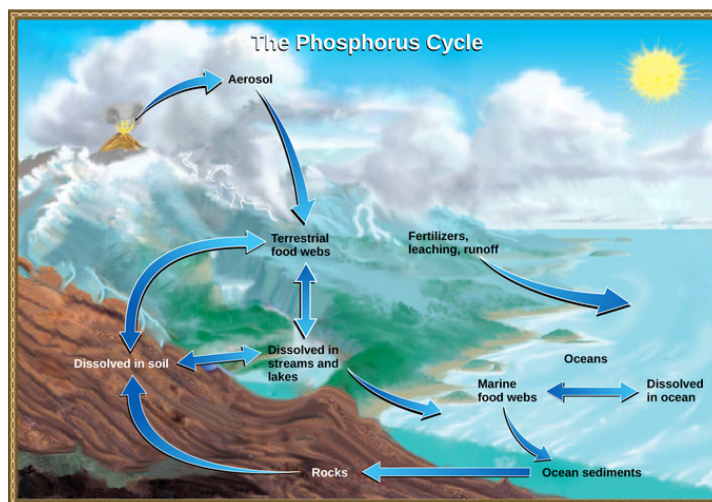 The Phosphorus Cycle
Aerosol
Terrestrial
food webs
Fertilizers,
leaching, runoff
Dissolved in soil
Dissolved in
streams and
lakes
Oceans
Marine
food webs
Dissolved
in ocean
Rocks
Ocean sediments